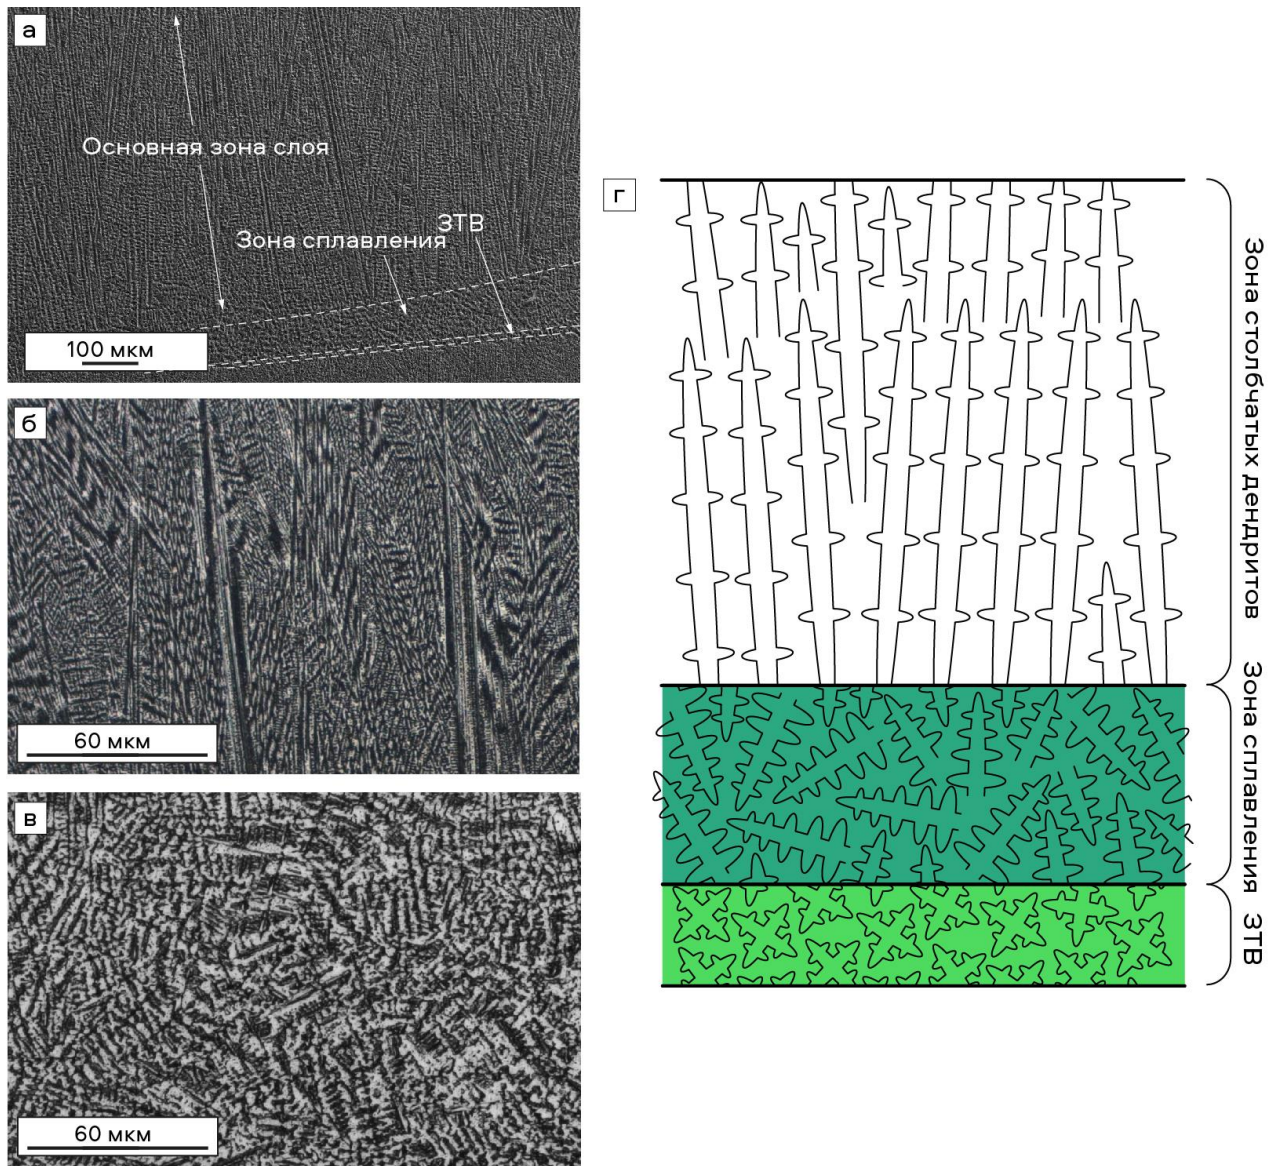 а
Основная зона слоя
ЗТВ
Зона сплавления
100 мкм
б
60 мкм
в
60 мкм
г
Зона столбчатых дендритов
Зона сплавления
ЗТВ